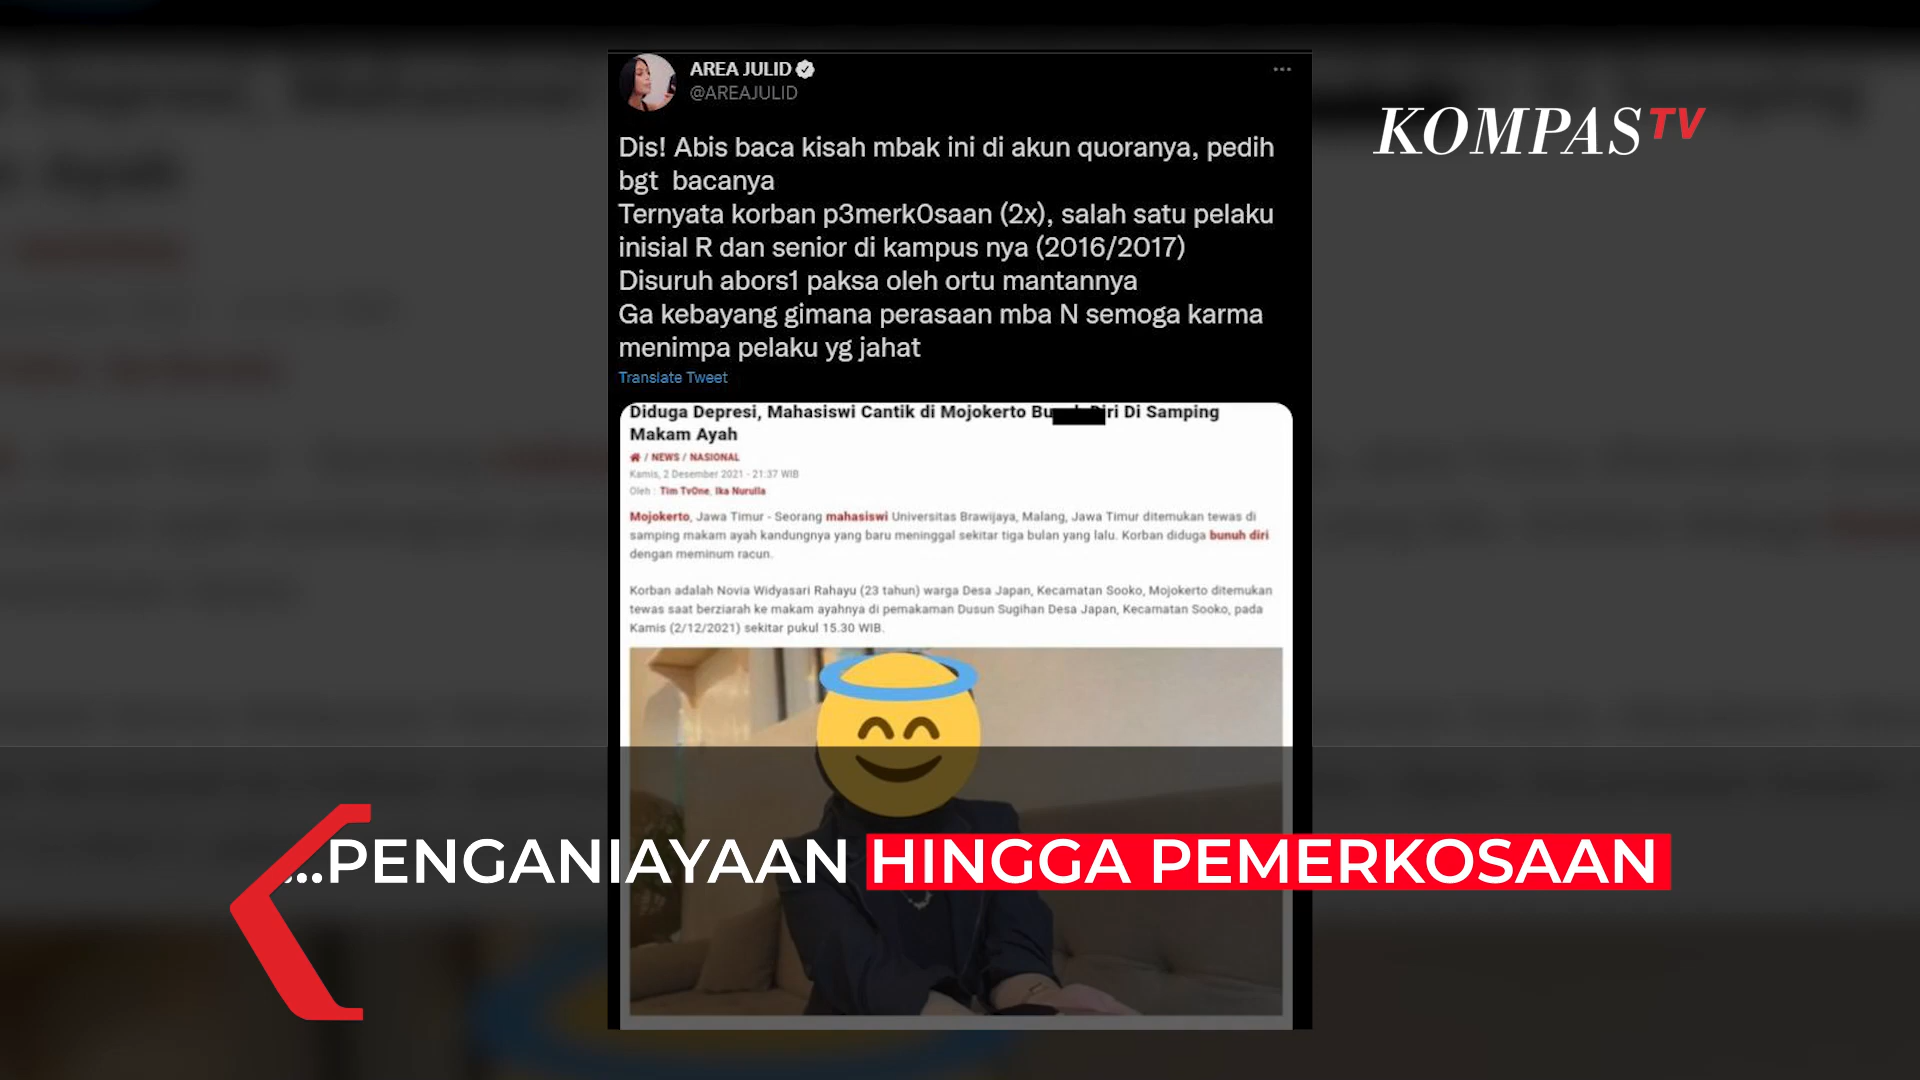 AREA JULID
@AREAJULID
KOMPAS TV
Dis! Abis baca kisah mbak ini di akun quoranya, pedih
bgt bacanya
Ternyata korban p3merk0saan (2x), salah satu pelaku
inisial R dan senior di kampus nya (2016/2017)
Disuruh abors1 paksa oleh ortu mantannya
Ga kebayang gimana perasaan mba N semoga karma
menimpa pelaku yg jahat
Translate Tweet
Diduga Depresi, Mahasiswi Cantik di Mojokerto Di Samping
Makam Ayah
/ NEWS / NASIONAL
Kamis, 2 Desember 2021 - 21:37 WIB
Oleh : Tim TvOne, Ika Nurulla
Mojokerto, Jawa Timur - Seorang mahasiswi Universitas Brawijaya, Malang, Jawa Timur ditemukan tewas di
samping makam ayah kandungnya yang baru meninggal sekitar tiga bulan yang lalu. Korban diduga bunuh diri
dengan meminum racun.
Korban adalah Novia Widyasari Rahayu (23 tahun) warga Desa Japan, Kecamatan Sooko, Mojokerto ditemukan
tewas saat berziarah ke makam ayahnya di pemakaman Dusun Sugihan Desa Japan, Kecamatan Sooko, pada
Kamis (2/12/2021) sekitar pukul 15.30 WIB.
...PENGANIAYAAN HINGGA PEMERKOSAAN